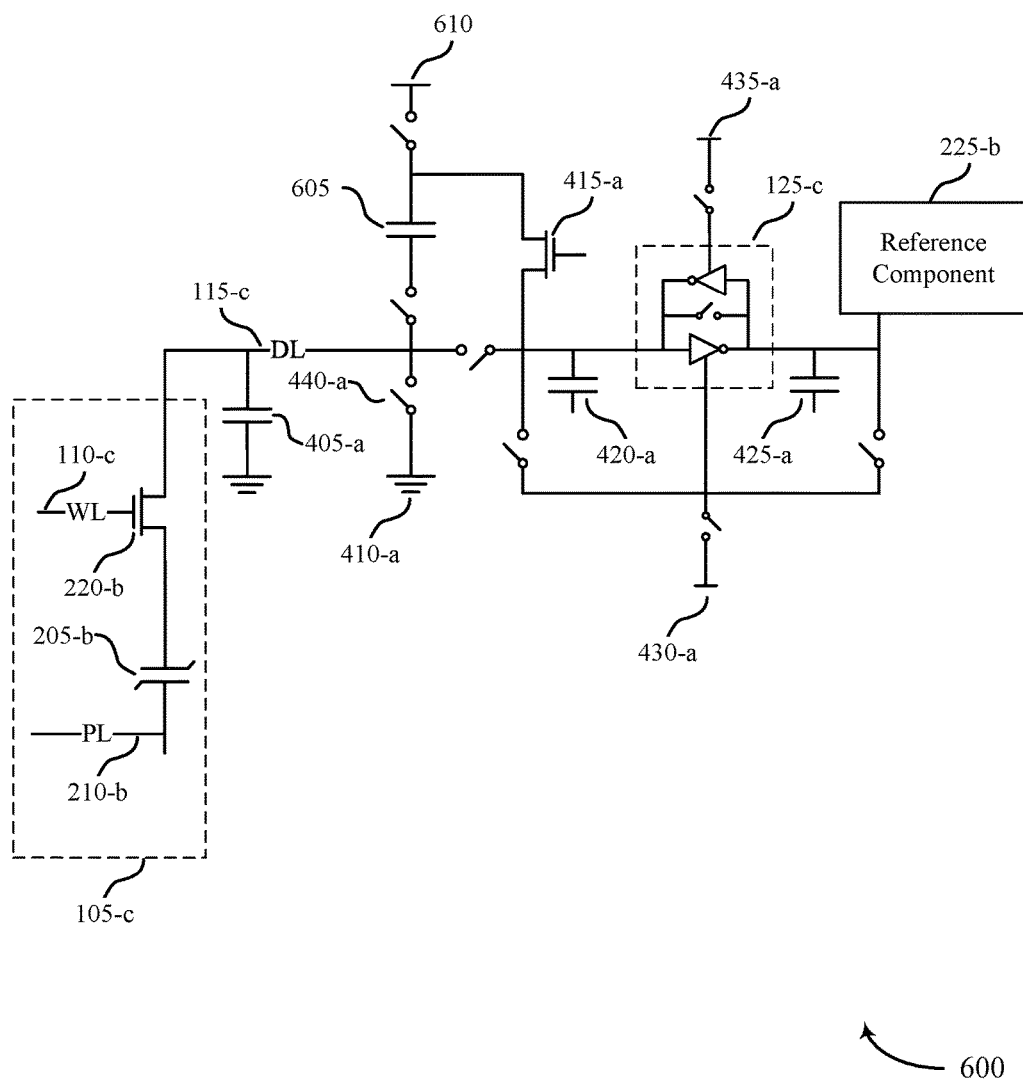 610
435-a
225-b
125-c
415-a
605
Reference
Component
115-c
DL
440-a
405-a
420-a
425-a
110-c
WL
410-a
220-b
430-a
205-b
PL
210-b
105-c
600